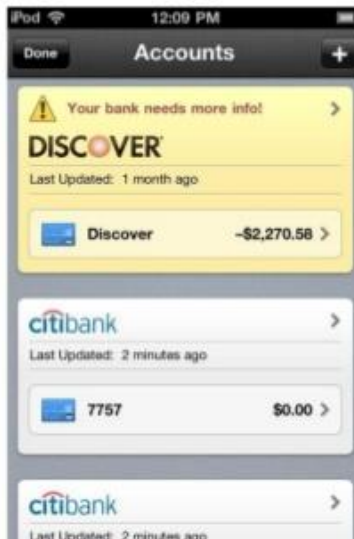 iPod 12:09 PM
Done Accounts +
Your bank needs more info!
DISCOVER
Last Updated: 1 month ago
Discover -$2,270.58
citibank
Last Updated: 2 minutes ago
7757 $0.00
citibank
Last Updated: 2 minutes ago